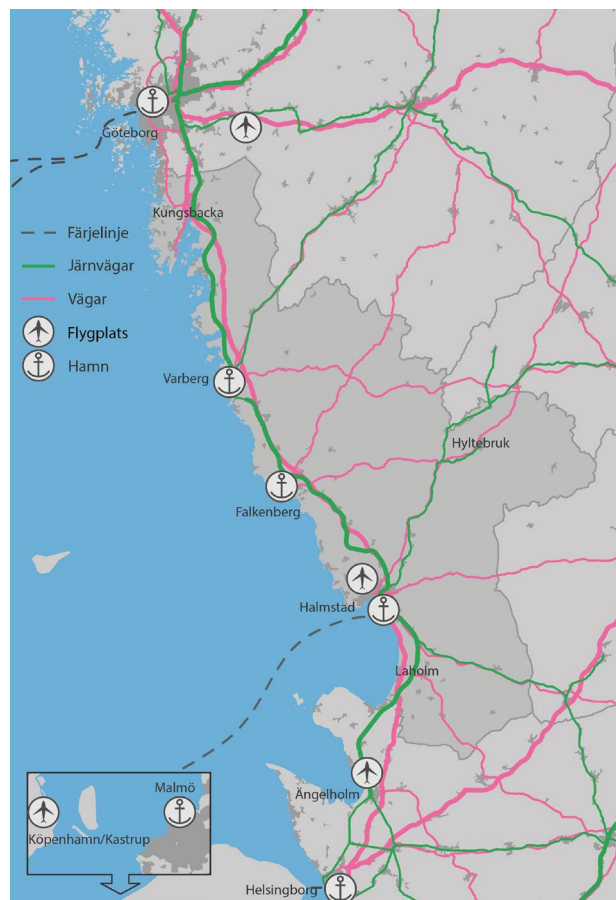 Göteborg
Kungsbacka
Färjelinje
Järnvägar
Vägar
Flygplats
Hamn
Varberg
Hyltebruk
Falkenberg
Halmstad
Laholm
Ängelholm
Malmö
Köpenhamn/Kastrup
Helsingborg